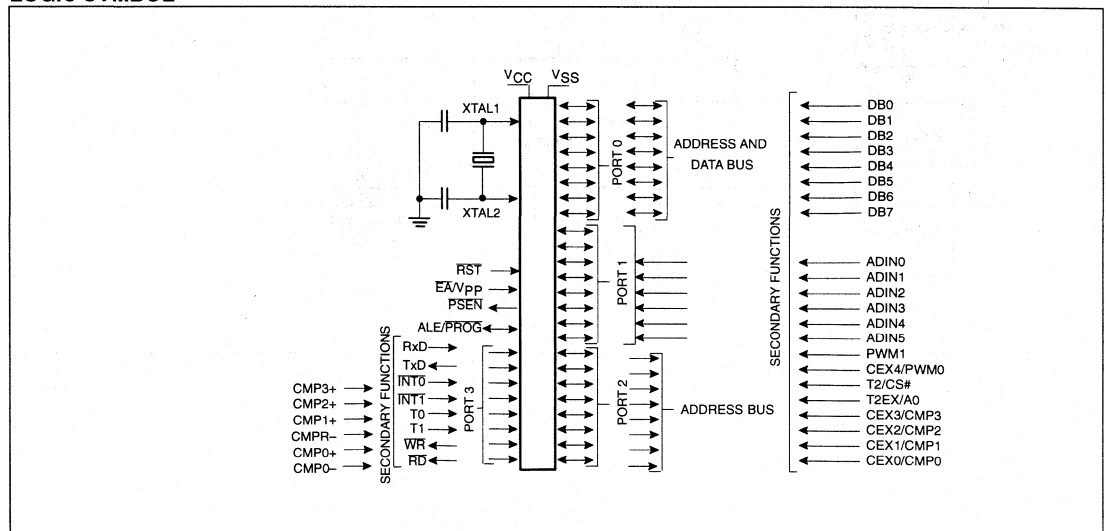 VCC VSS
XTAL1
XTAL2
RST
EA/VPP
PSEN
ALE/PROG
SECONDARY FUNCTIONS
RxD
TxD
INT0
INT1
T0
T1
WR
RD
CMP3+
CMP2+
CMP1+
CMPR–
CMP0+
CMP0–
PORT 3
PORT 0
ADDRESS AND
DATA BUS
PORT 1
PORT 2
ADDRESS BUS
SECONDARY FUNCTIONS
DB0
DB1
DB2
DB3
DB4
DB5
DB6
DB7
ADIN0
ADIN1
ADIN2
ADIN3
ADIN4
ADIN5
PWM1
CEX4/PWM0
T2/CS#
T2EX/A0
CEX3/CMP3
CEX2/CMP2
CEX1/CMP1
CEX0/CMP0